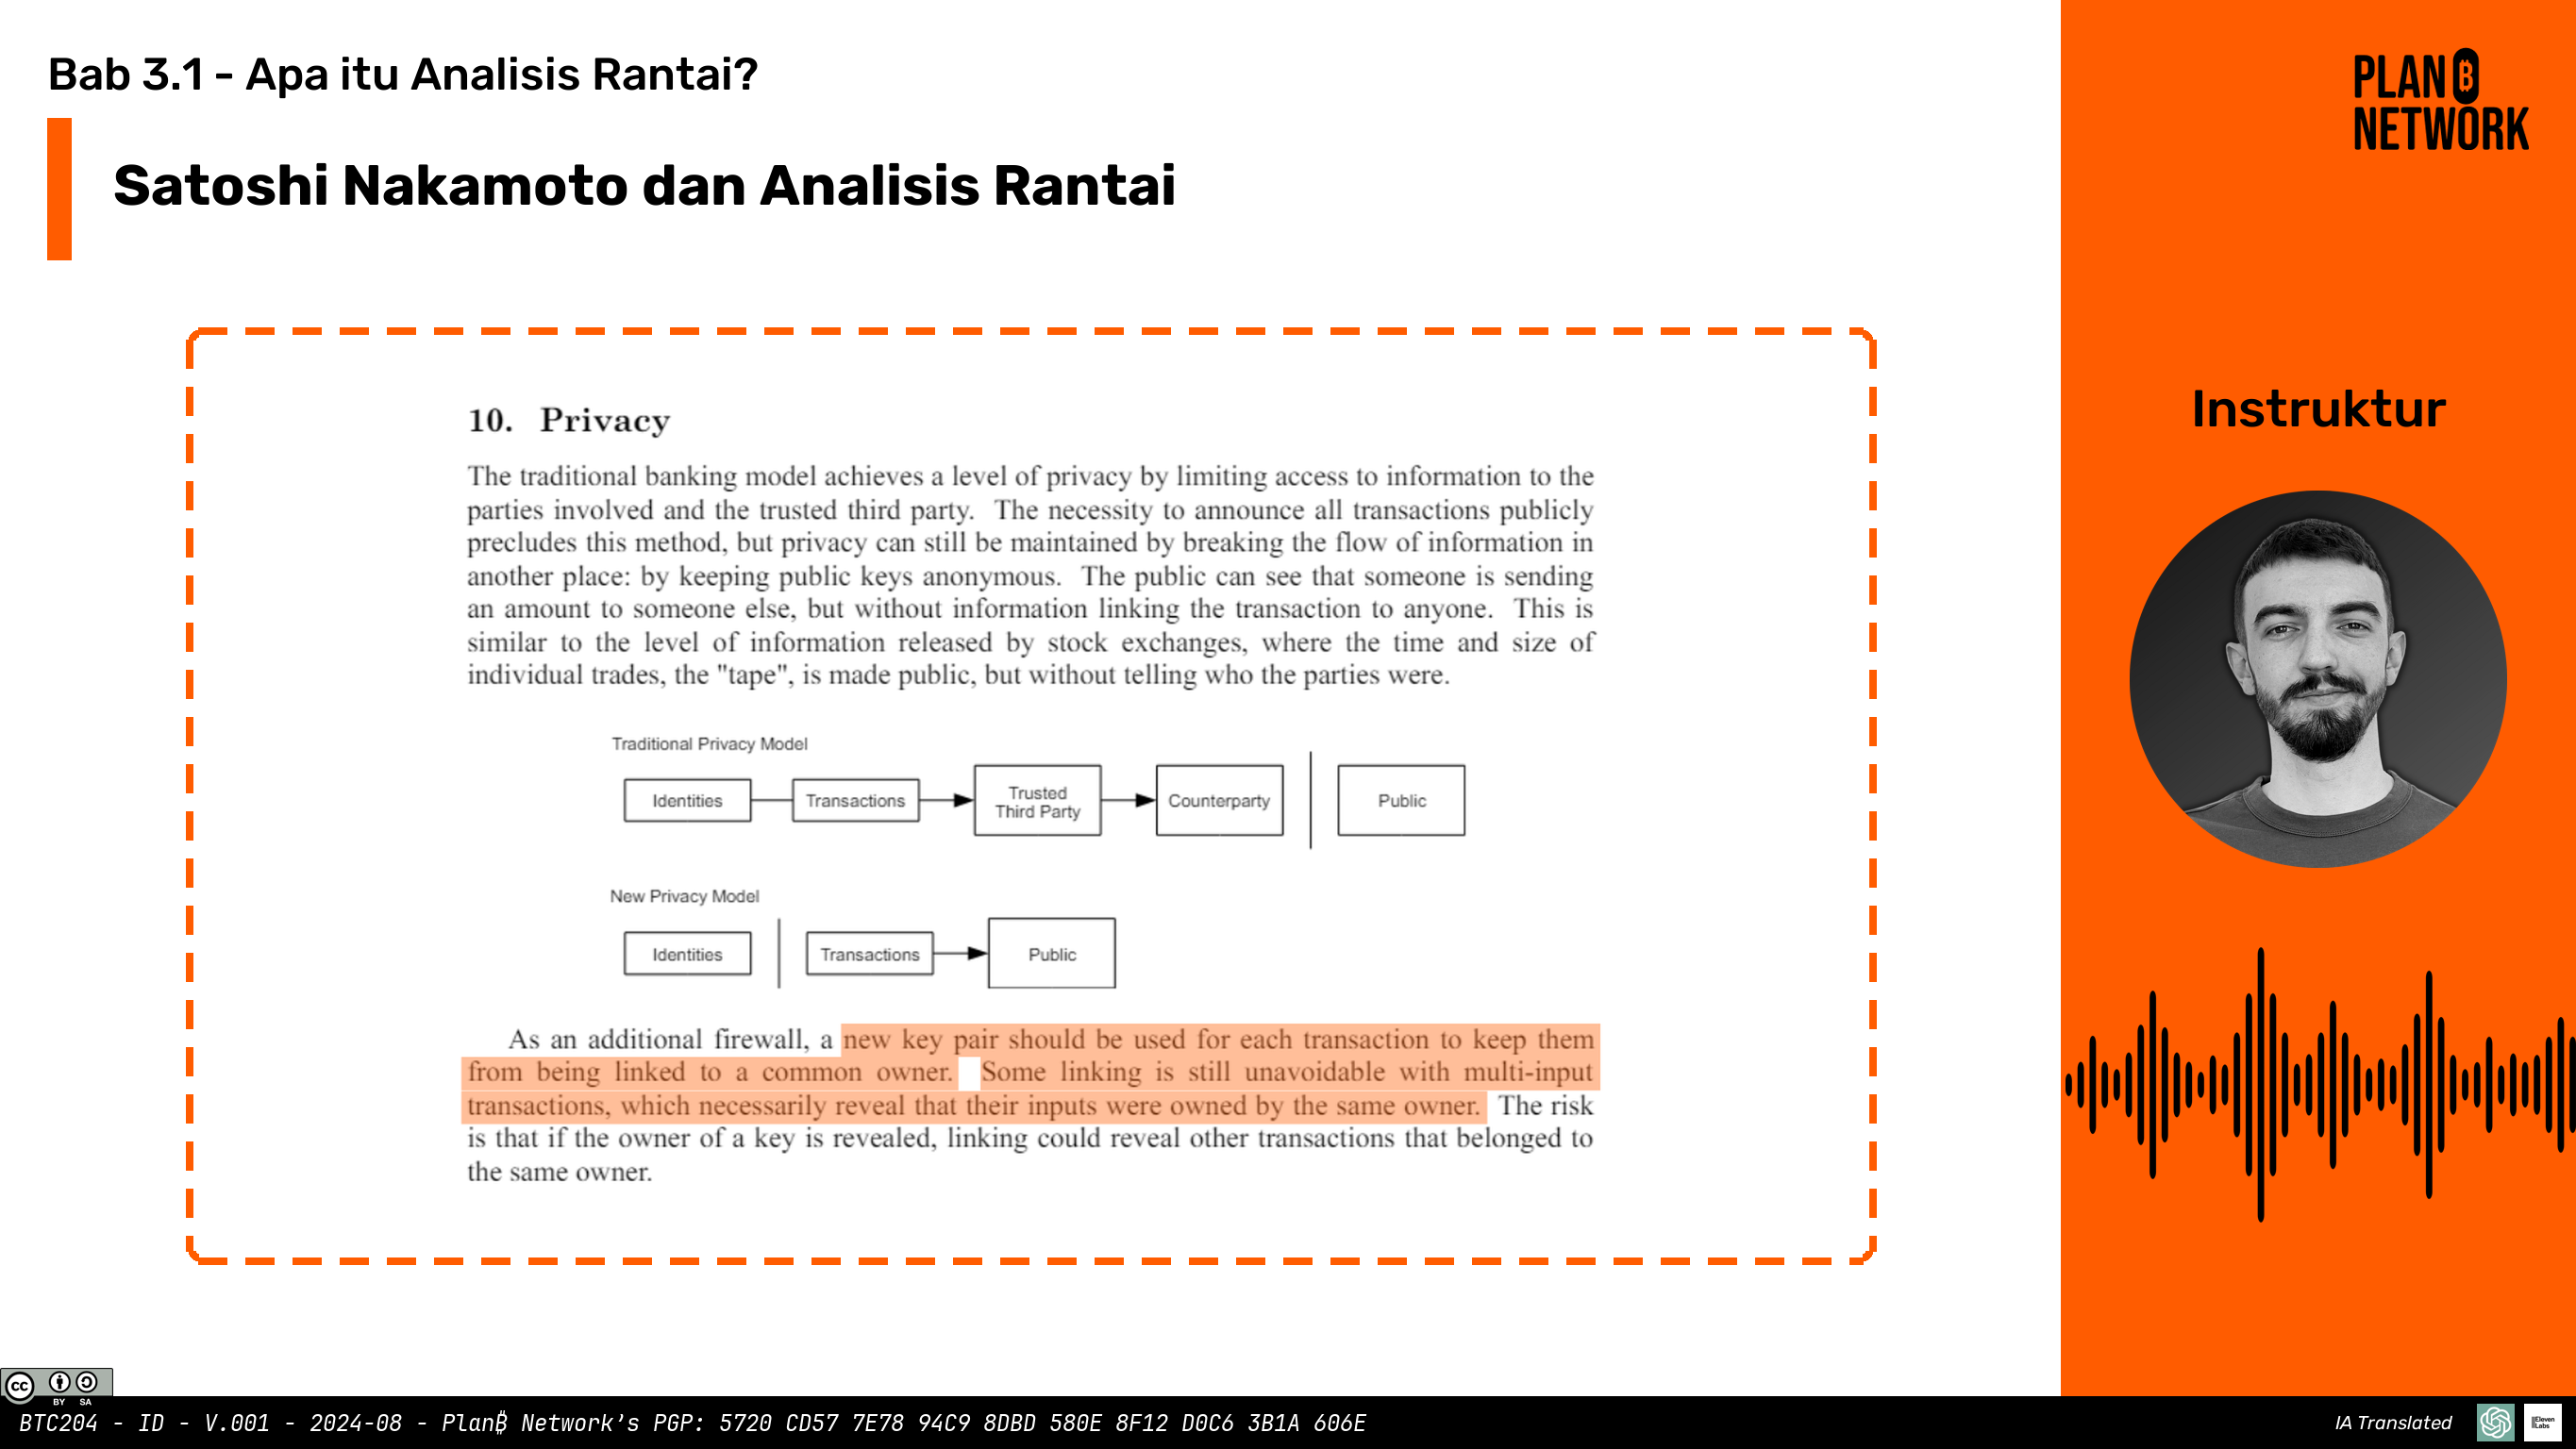 Bab 3.1 - Apa itu Analisis Rantai?
Satoshi Nakamoto dan Analisis Rantai
PLAN B
NETWORK
Instruktur
10. Privacy
The traditional banking model achieves a level of privacy by limiting access to information to the
parties involved and the trusted third party. The necessity to announce all transactions publicly
precludes this method, but privacy can still be maintained by breaking the flow of information in
another place: by keeping public keys anonymous. The public can see that someone is sending
an amount to someone else, but without information linking the transaction to anyone. This is
similar to the level of information released by stock exchanges, where the time and size of
individual trades, the "tape", is made public, but without telling who the parties were.
Traditional Privacy Model
Identities
Transactions
Trusted
Third Party
Counterparty
Public
New Privacy Model
Identities
Transactions
Public
As an additional firewall, a new key pair should be used for each transaction to keep them
from being linked to a common owner. Some linking is still unavoidable with multi-input
transactions, which necessarily reveal that their inputs were owned by the same owner. The risk
is that if the owner of a key is revealed, linking could reveal other transactions that belonged to
the same owner.
CC
BY SA
BTC204 - ID - V.001 - 2024-08 - Plan₿ Network's PGP: 5720 CD57 7E78 94C9 8DBD 580E 8F12 D0C6 3B1A 606E
IA Translated
IIEleven
Labs